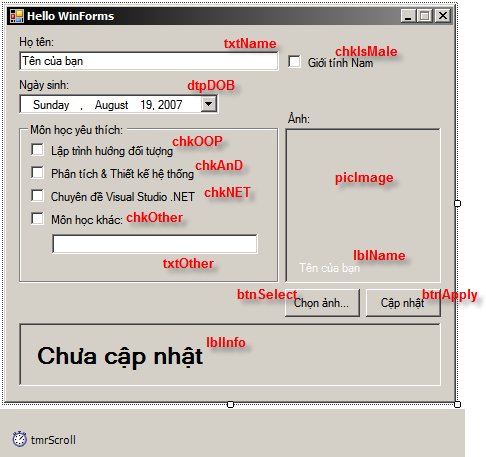 Hello WinForms
Họ tên:
txtName
chkIsMale
Tên của bạn
Giới tính Nam
Ngày sinh:
dtpDOB
Sunday , August 19, 2007
Ảnh:
Môn học yêu thích:
chkOOP
Lập trình hướng đối tượng
chkAnD
Phân tích & Thiết kế hệ thống
picImage
chkNET
Chuyên đề Visual Studio .NET
Môn học khác:
chkOther
txtOther
lblName
Tên của bạn
btnSelect
Chọn ảnh...
Cập nhật
btnApply
lblInfo
Chưa cập nhật
tmrScroll